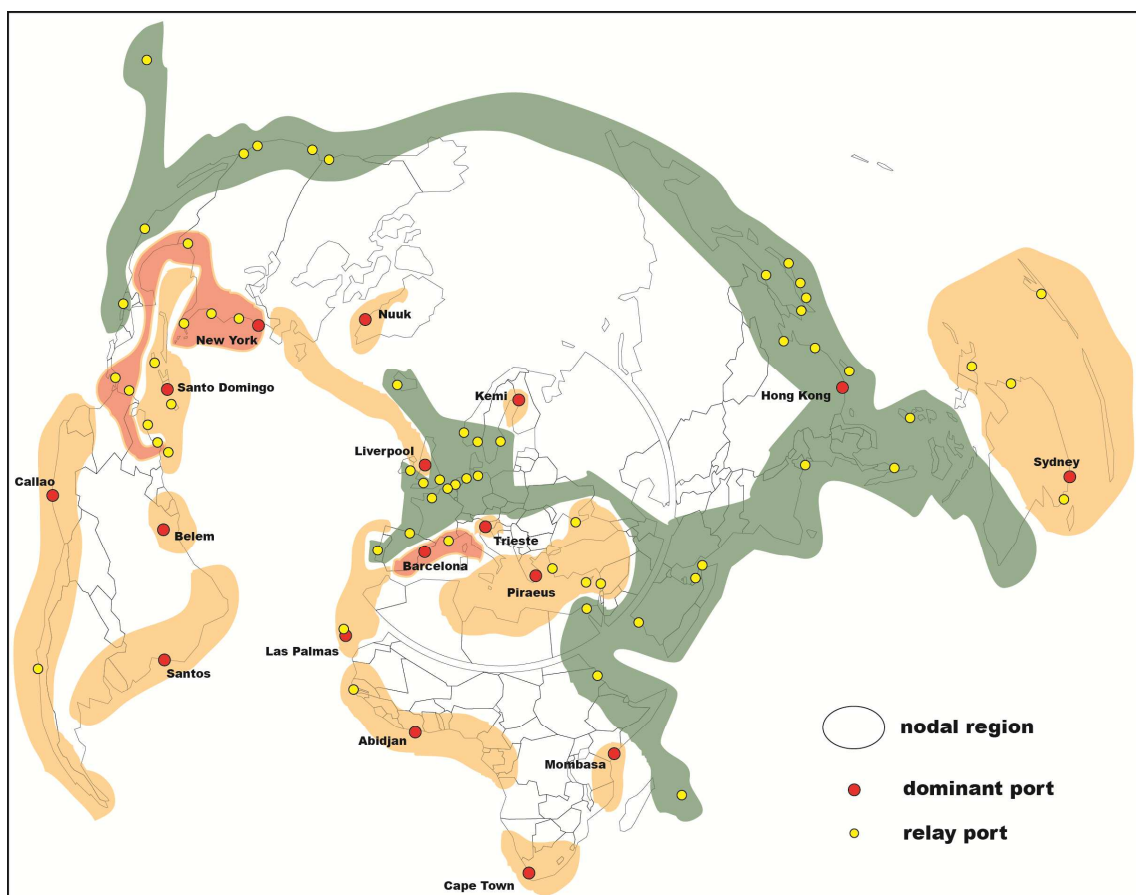 Nuuk
New York
Santo Domingo
Kemi
Hong Kong
Liverpool
Callao
Sydney
Belem
Trieste
Barcelona
Piraeus
Las Palmas
Santos
nodal region
Abidjan
Mombasa
dominant port
relay port
Cape Town